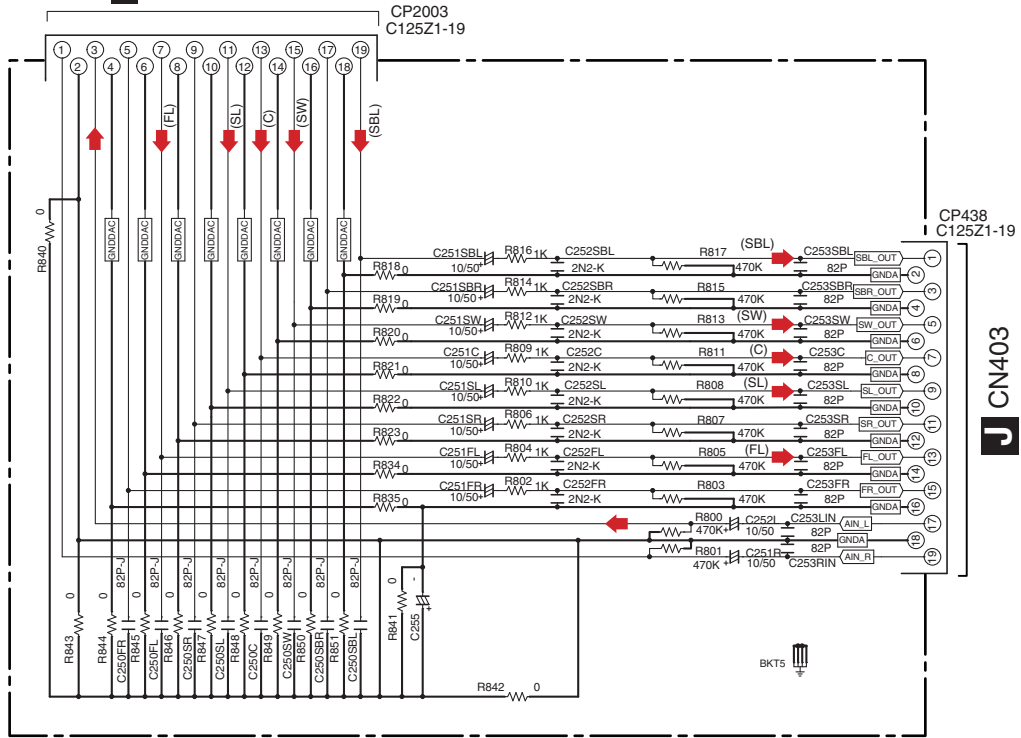 CP2003
C125Z1-19
1 3 5 7 9 11 13 15 17 19
2 4 6 8 10 12 14 16 18
(FL) (SL) (C) (SW) (SBL)
R840 0
GNDDAC GNDDAC GNDDAC GNDDAC GNDDAC GNDDAC GNDDAC GNDDAC
CP438
C125Z1-19
C251SBL 10/50+ R816 1K C252SBL 2N2-K R817 470K (SBL) C253SBL 82P SBL_OUT 1
R818 0 GNDA 2
C251SBR 10/50+ R814 1K C252SBR 2N2-K R815 470K C253SBR 82P SBR_OUT 3
R819 0 GNDA 4
C251SW 10/50+ R812 1K C252SW 2N2-K R813 470K (SW) C253SW 82P SW_OUT 5
R820 0 GNDA 6
C251C 10/50+ R809 1K C252C 2N2-K R811 470K (C) C253C 82P C_OUT 7
R821 0 GNDA 8
C251SL 10/50+ R810 1K C252SL 2N2-K R808 470K (SL) C253SL 82P SL_OUT 9
R822 0 GNDA 10
C251SR 10/50+ R806 1K C252SR 2N2-K R807 470K C253SR 82P SR_OUT 11
R823 0 GNDA 12
C251FL 10/50+ R804 1K C252FL 2N2-K R805 470K (FL) C253FL 82P FL_OUT 13
R834 0 GNDA 14
C251FR 10/50+ R802 1K C252FR 2N2-K R803 470K C253FR 82P FR_OUT 15
R835 0 GNDA 16
R800 470K + C252L 10/50 C253LIN 82P AIN_L 17
GNDA 18
R801 470K + C251R 10/50 82P C253RIN AIN_R 19
J CN403
82P-J 82P-J 82P-J 82P-J 82P-J 82P-J 82P-J 82P-J
0 0 0 0 0 0 0 0 0
R843 R844 C250FR R845 C250FL R846 C250SR R847 C250SL R848 C250C R849 C250SW R850 C250SBR R851 C250SBL
R841 0
C255 - +
R842 0
BKT5